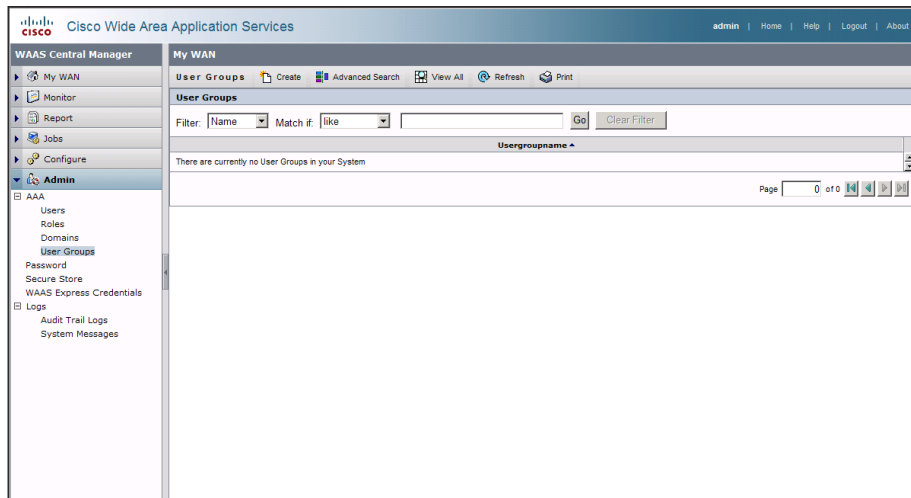 cisco Cisco Wide Area Application Services
admin | Home | Help | Logout | About
WAAS Central Manager
My WAN
Monitor
Report
Jobs
Configure
Admin
AAA
Users
Roles
Domains
User Groups
Password
Secure Store
WAAS Express Credentials
Logs
Audit Trail Logs
System Messages
My WAN
User Groups Create Advanced Search View All Refresh Print
User Groups
Filter: Name Match if: like Go Clear Filter
Usergroupname
There are currently no User Groups in your System
Page 0 of 0